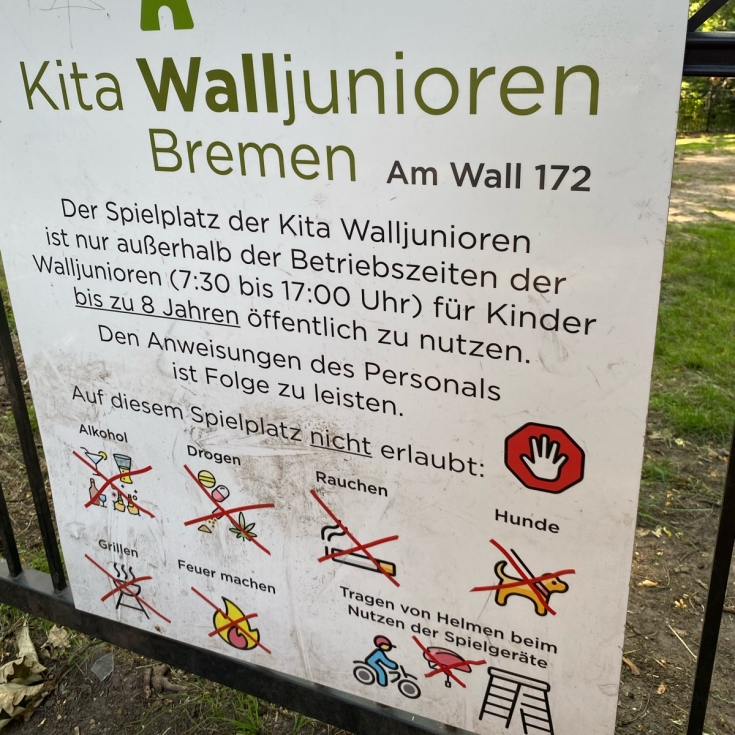 Kita Walljunioren
Bremen Am Wall 172
Der Spielplatz der Kita Walljunioren
ist nur außerhalb der Betriebszeiten der
Walljunioren (7:30 bis 17:00 Uhr) für Kinder
bis zu 8 Jahren öffentlich zu nutzen.
Den Anweisungen des Personals
ist Folge zu leisten.
Auf diesem Spielplatz nicht erlaubt:
Alkohol
Drogen
Rauchen
Hunde
Grillen
Feuer machen
Tragen von Helmen beim
Nutzen der Spielgeräte